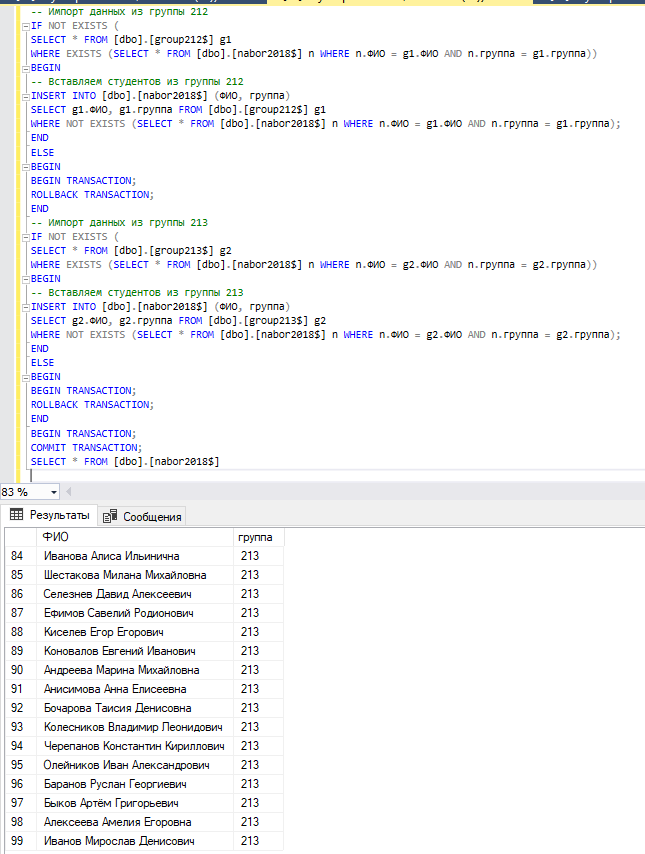 -- Импорт данных из группы 212
IF NOT EXISTS (
SELECT * FROM [dbo].[group212$] g1
WHERE EXISTS (SELECT * FROM [dbo].[nabor2018$] n WHERE n.ФИО = g1.ФИО AND n.группа = g1.группа))
BEGIN
-- Вставляем студентов из группы 212
INSERT INTO [dbo].[nabor2018$] (ФИО, группа)
SELECT g1.ФИО, g1.группа FROM [dbo].[group212$] g1
WHERE NOT EXISTS (SELECT * FROM [dbo].[nabor2018$] n WHERE n.ФИО = g1.ФИО AND n.группа = g1.группа);
END
ELSE
BEGIN
BEGIN TRANSACTION;
ROLLBACK TRANSACTION;
END
-- Импорт данных из группы 213
IF NOT EXISTS (
SELECT * FROM [dbo].[group213$] g2
WHERE EXISTS (SELECT * FROM [dbo].[nabor2018$] n WHERE n.ФИО = g2.ФИО AND n.группа = g2.группа))
BEGIN
-- Вставляем студентов из группы 213
INSERT INTO [dbo].[nabor2018$] (ФИО, группа)
SELECT g2.ФИО, g2.группа FROM [dbo].[group213$] g2
WHERE NOT EXISTS (SELECT * FROM [dbo].[nabor2018$] n WHERE n.ФИО = g2.ФИО AND n.группа = g2.группа);
END
ELSE
BEGIN
BEGIN TRANSACTION;
ROLLBACK TRANSACTION;
END
BEGIN TRANSACTION;
COMMIT TRANSACTION;
SELECT * FROM [dbo].[nabor2018$]
83 %
Результаты Сообщения
ФИО группа
84 Иванова Алиса Ильинична 213
85 Шестакова Милана Михайловна 213
86 Селезнев Давид Алексеевич 213
87 Ефимов Савелий Родионович 213
88 Киселев Егор Егорович 213
89 Коновалов Евгений Иванович 213
90 Андреева Марина Михайловна 213
91 Анисимова Анна Елисеевна 213
92 Бочарова Таисия Денисовна 213
93 Колесников Владимир Леонидович 213
94 Черепанов Константин Кириллович 213
95 Олейников Иван Александрович 213
96 Баранов Руслан Георгиевич 213
97 Быков Артём Григорьевич 213
98 Алексеева Амелия Егоровна 213
99 Иванов Мирослав Денисович 213